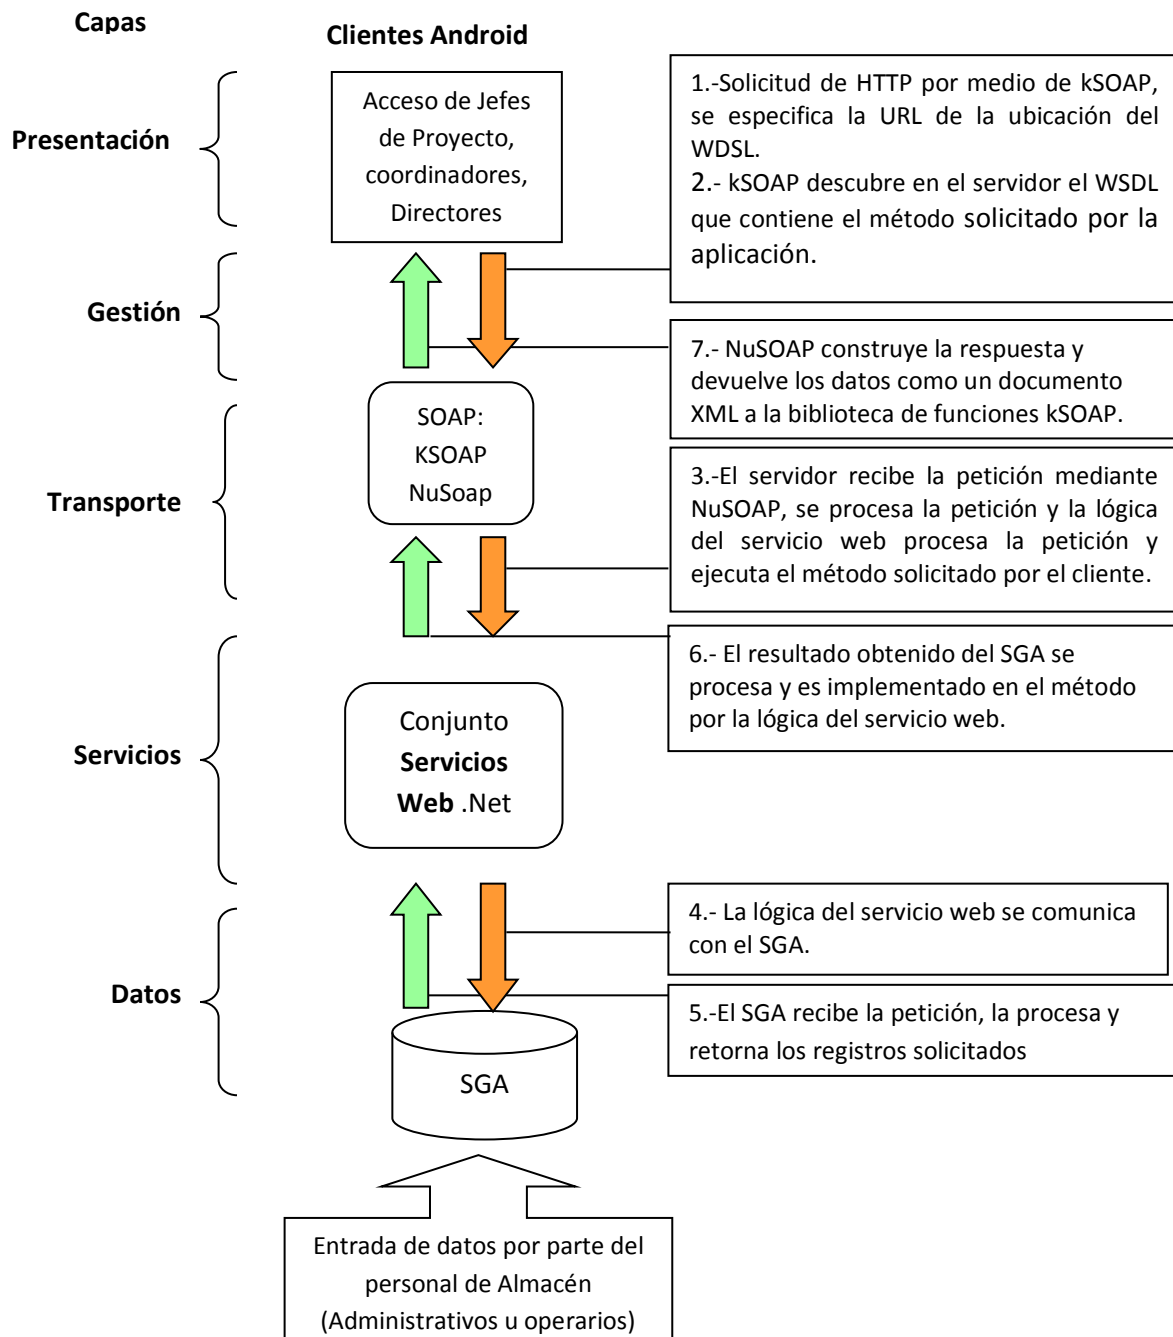 Capas
Clientes Android
Presentación
Acceso de Jefes
de Proyecto,
coordinadores,
Directores
1.-Solicitud de HTTP por medio de kSOAP,
se especifica la URL de la ubicación del
WDSL.
2.- kSOAP descubre en el servidor el WSDL
que contiene el método solicitado por la
aplicación.
Gestión
7.- NuSOAP construye la respuesta y
devuelve los datos como un documento
XML a la biblioteca de funciones kSOAP.
Transporte
SOAP:
KSOAP
NuSoap
3.-El servidor recibe la petición mediante
NuSOAP, se procesa la petición y la lógica
del servicio web procesa la petición y
ejecuta el método solicitado por el cliente.
6.- El resultado obtenido del SGA se
procesa y es implementado en el método
por la lógica del servicio web.
Servicios
Conjunto
Servicios
Web .Net
4.- La lógica del servicio web se comunica
con el SGA.
Datos
5.-El SGA recibe la petición, la procesa y
retorna los registros solicitados
SGA
Entrada de datos por parte del
personal de Almacén
(Administrativos u operarios)